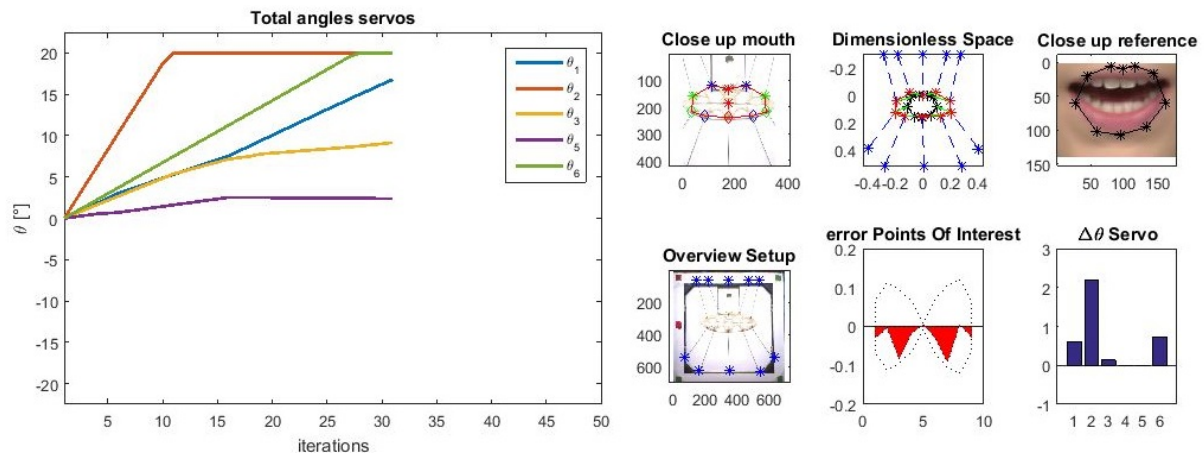 Total angles servos
20
15
10
5
0
-5
-10
-15
-20
θ [°]
5 10 15 20 25 30 35 40 45 50
iterations
θ1
θ2
θ3
θ5
θ6
Close up mouth
100
200
300
400
0 200 400
Dimensionless Space
-0.2
0
0.2
0.4
-0.4 -0.2 0 0.2 0.4
Close up reference
0
50
100
150
50 100 150
Overview Setup
200
400
600
0 200 400 600
error Points Of Interest
0.2
0.1
0
-0.1
-0.2
0 5 10
Δθ Servo
3
2
1
0
-1
1 2 3 4 5 6